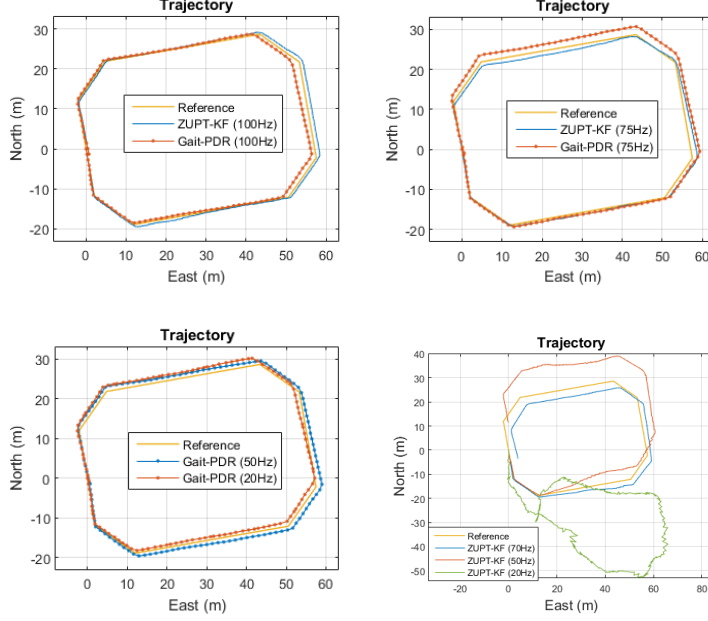 Trajectory
30
20
10
0
-10
-20
North (m)
Reference
ZUPT-KF (100Hz)
Gait-PDR (100Hz)
0 10 20 30 40 50 60
East (m)
Trajectory
30
20
10
0
-10
-20
North (m)
Reference
ZUPT-KF (75Hz)
Gait-PDR (75Hz)
0 10 20 30 40 50 60
East (m)
Trajectory
30
20
10
0
-10
-20
North (m)
Reference
Gait-PDR (50Hz)
Gait-PDR (20Hz)
0 10 20 30 40 50 60
East (m)
Trajectory
40
30
20
10
0
-10
-20
-30
-40
-50
North (m)
Reference
ZUPT-KF (70Hz)
ZUPT-KF (50Hz)
ZUPT-KF (20Hz)
-20 0 20 40 60 80
East (m)